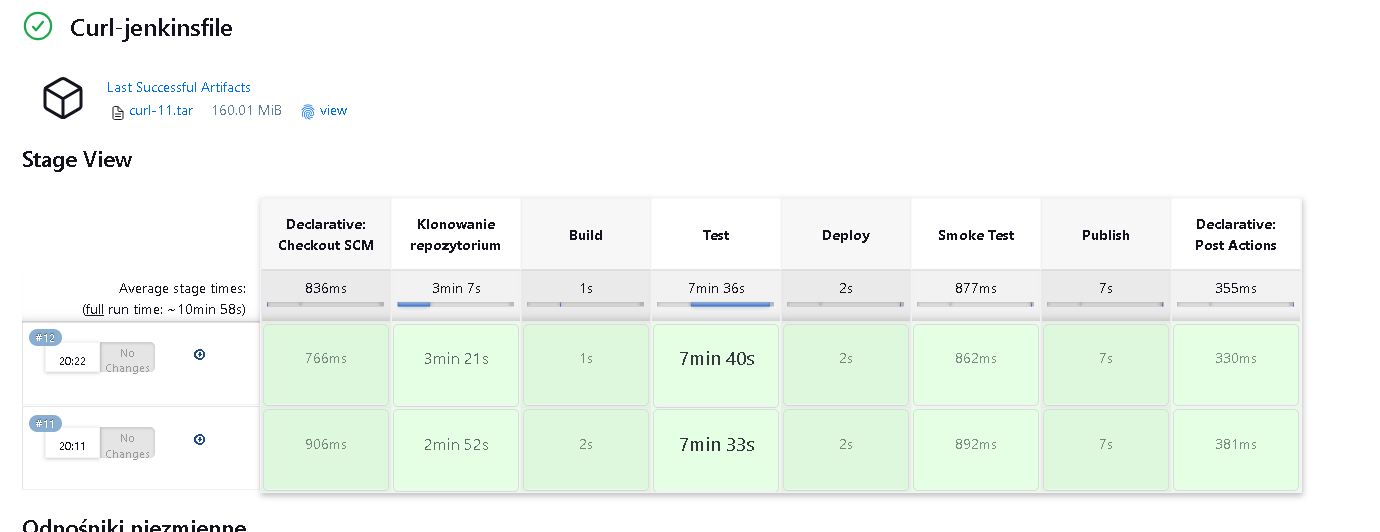 Curl-jenkinsfile
Last Successful Artifacts
curl-11.tar 160.01 MiB view
Stage View
Declarative: Checkout SCM
Klonowanie repozytorium
Build
Test
Deploy
Smoke Test
Publish
Declarative: Post Actions
Average stage times:
(full run time: ~10min 58s)
836ms 3min 7s 1s 7min 36s 2s 877ms 7s 355ms
#12
20:22 No Changes
766ms 3min 21s 1s 7min 40s 2s 862ms 7s 330ms
#11
20:11 No Changes
906ms 2min 52s 2s 7min 33s 2s 892ms 7s 381ms
Odnośniki niezmienne